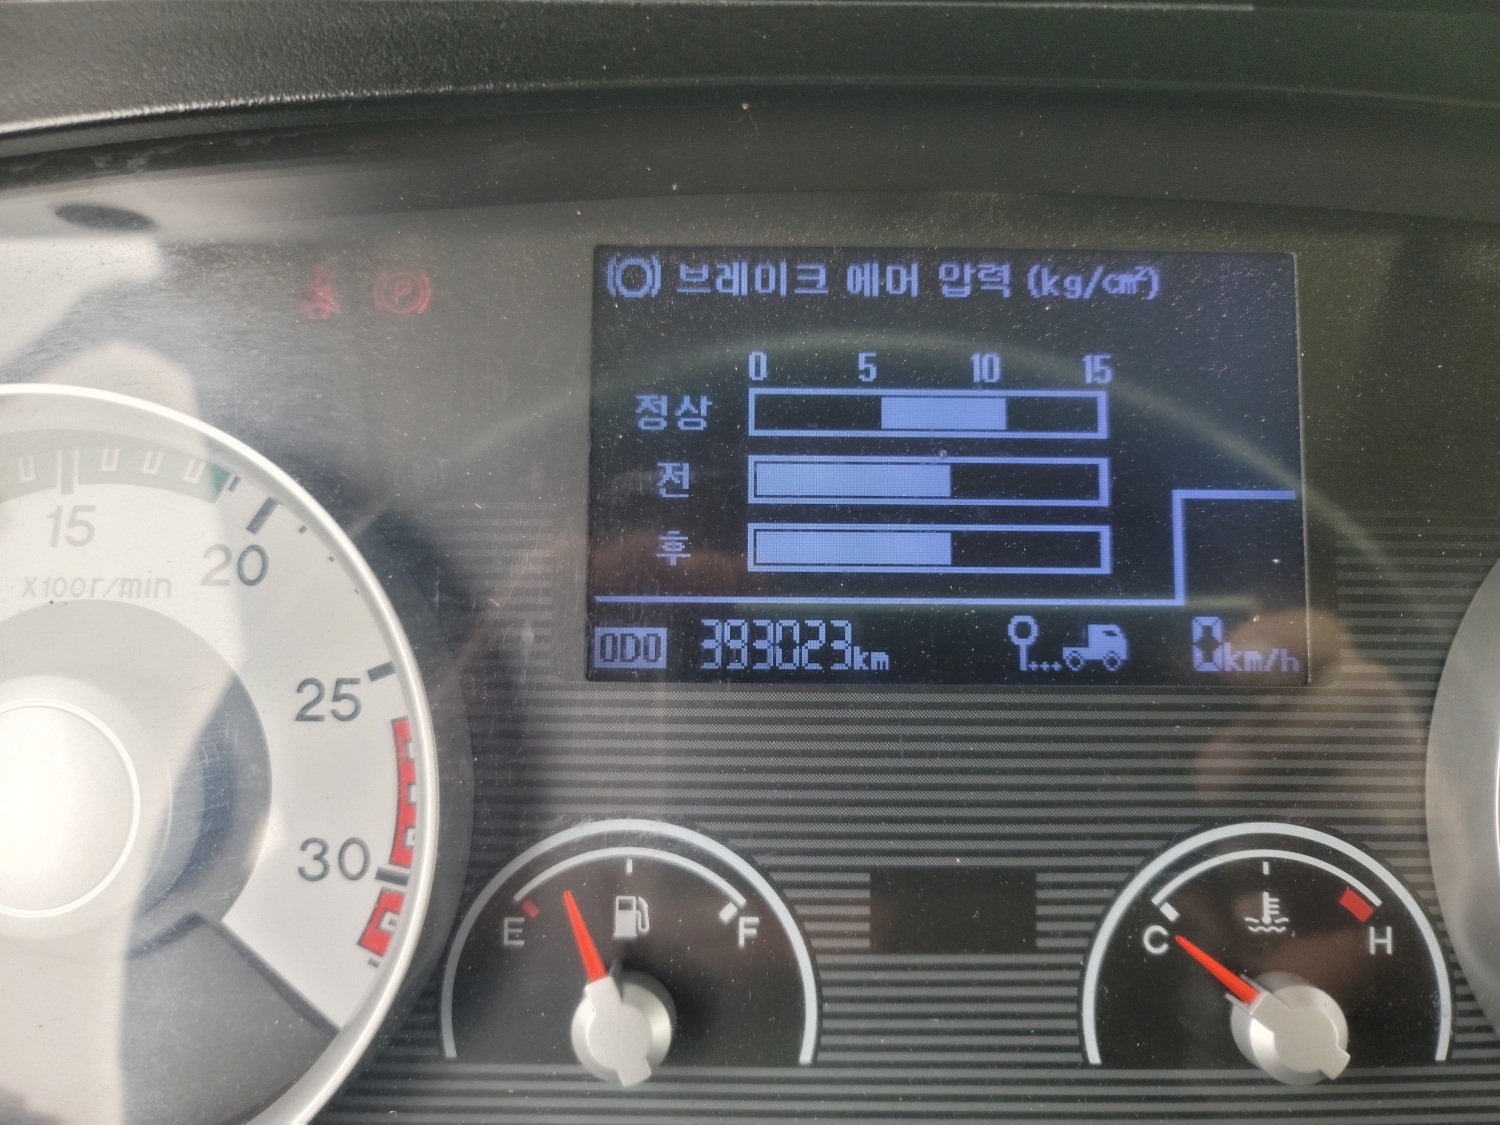 브레이크 에어 압력 (kg/cm²)
0 5 10 15
정상
전
후
ODO 393023km 0km/h
P
15
20
X100r/min
25
30
E F
C H